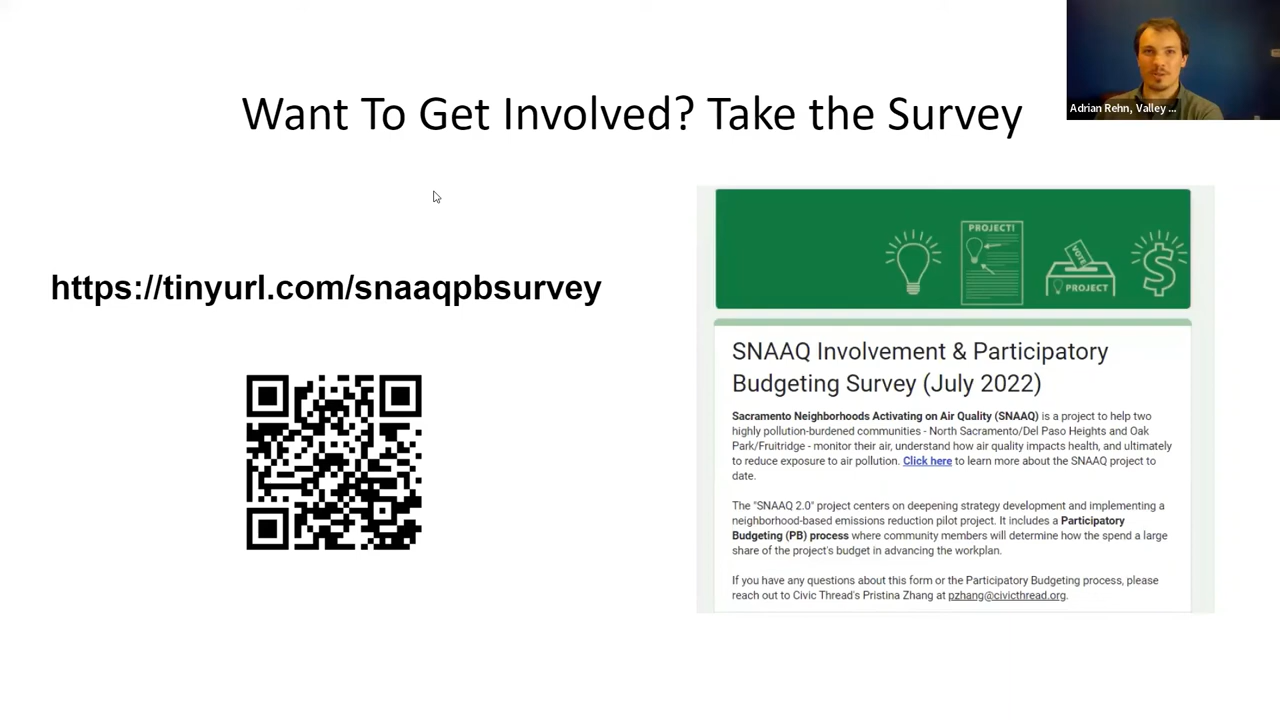 Want To Get Involved? Take the Survey
Adrian Rehn, Valley ...
https://tinyurl.com/snaaqpbsurvey
PROJECT!
VOTE
PROJECT
SNAAQ Involvement & Participatory
Budgeting Survey (July 2022)
Sacramento Neighborhoods Activating on Air Quality (SNAAQ) is a project to help two
highly pollution-burdened communities - North Sacramento/Del Paso Heights and Oak
Park/Fruitridge - monitor their air, understand how air quality impacts health, and ultimately
to reduce exposure to air pollution. Click here to learn more about the SNAAQ project to
date.
The "SNAAQ 2.0" project centers on deepening strategy development and implementing a
neighborhood-based emissions reduction pilot project. It includes a Participatory
Budgeting (PB) process where community members will determine how the spend a large
share of the project's budget in advancing the workplan.
If you have any questions about this form or the Participatory Budgeting process, please
reach out to Civic Thread's Pristina Zhang at pzhang@civicthread.org.